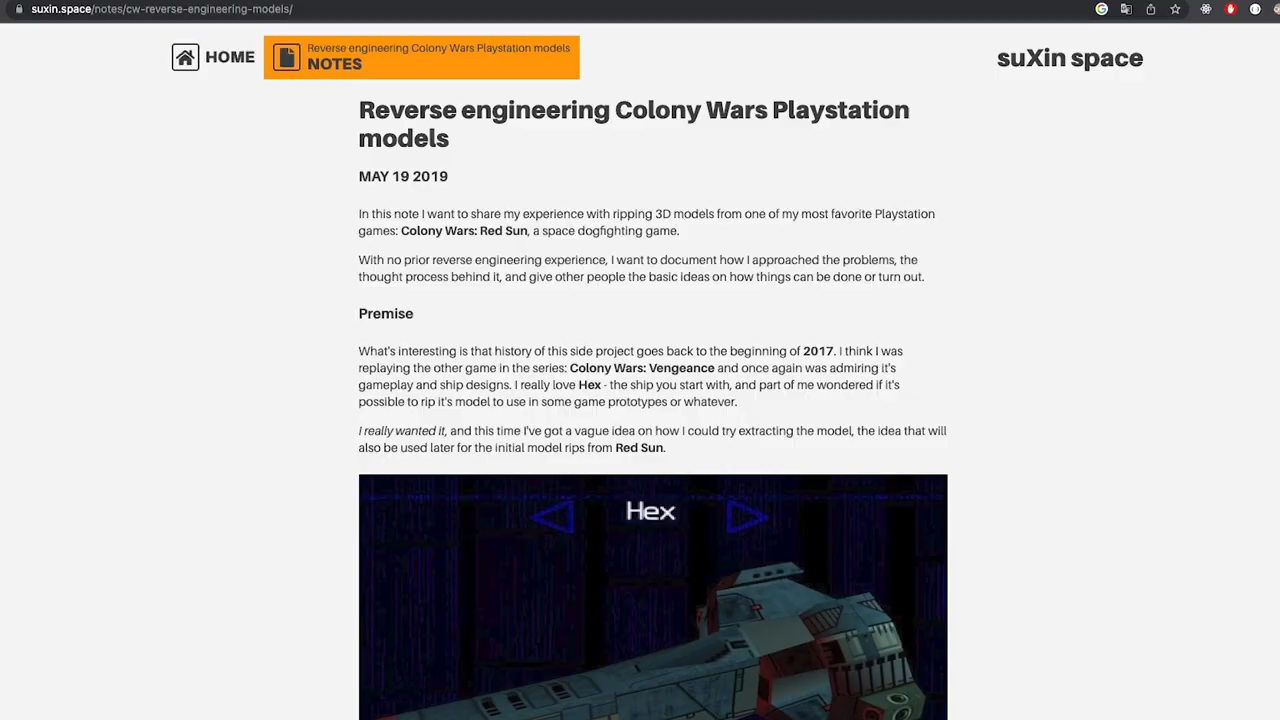 suxin.space/notes/cw-reverse-engineering-models/
HOME
Reverse engineering Colony Wars Playstation models
NOTES
suXin space
Reverse engineering Colony Wars Playstation
models
MAY 19 2019
In this note I want to share my experience with ripping 3D models from one of my most favorite Playstation
games: Colony Wars: Red Sun, a space dogfighting game.
With no prior reverse engineering experience, I want to document how I approached the problems, the
thought process behind it, and give other people the basic ideas on how things can be done or turn out.
Premise
What's interesting is that history of this side project goes back to the beginning of 2017. I think I was
replaying the other game in the series: Colony Wars: Vengeance and once again was admiring it's
gameplay and ship designs. I really love Hex - the ship you start with, and part of me wondered if it's
possible to rip it's model to use in some game prototypes or whatever.
I really wanted it, and this time I've got a vague idea on how I could try extracting the model, the idea that will
also be used later for the initial model rips from Red Sun.
Hex